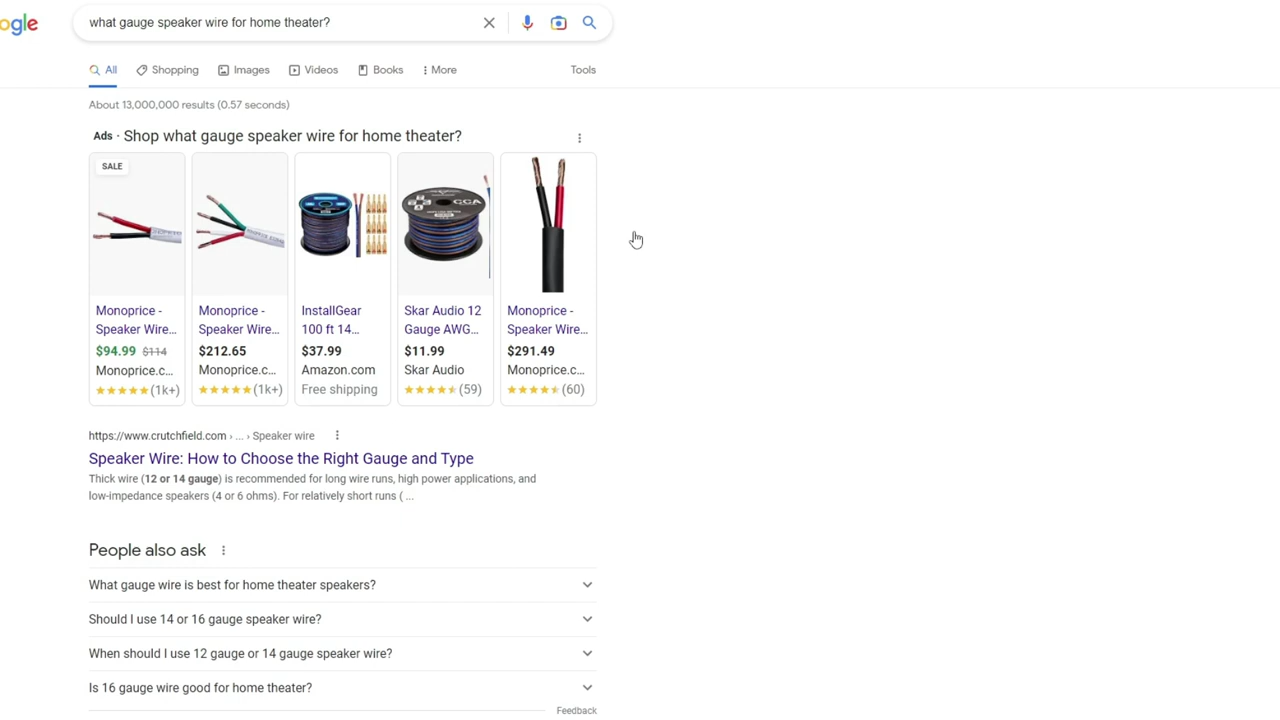 ogle
what gauge speaker wire for home theater?
All Shopping Images Videos Books More Tools
About 13,000,000 results (0.57 seconds)
Ads · Shop what gauge speaker wire for home theater?
SALE
CCA
Monoprice -
Speaker Wire...
$94.99 $114
Monoprice.c...
(1k+)
Monoprice -
Speaker Wire...
$212.65
Monoprice.c...
(1k+)
InstallGear
100 ft 14...
$37.99
Amazon.com
Free shipping
Skar Audio 12
Gauge AWG...
$11.99
Skar Audio
(59)
Monoprice -
Speaker Wire...
$291.49
Monoprice.c...
(60)
https://www.crutchfield.com › ... › Speaker wire
Speaker Wire: How to Choose the Right Gauge and Type
Thick wire (12 or 14 gauge) is recommended for long wire runs, high power applications, and
low-impedance speakers (4 or 6 ohms). For relatively short runs ( ...
People also ask
What gauge wire is best for home theater speakers?
Should I use 14 or 16 gauge speaker wire?
When should I use 12 gauge or 14 gauge speaker wire?
Is 16 gauge wire good for home theater?
Feedback